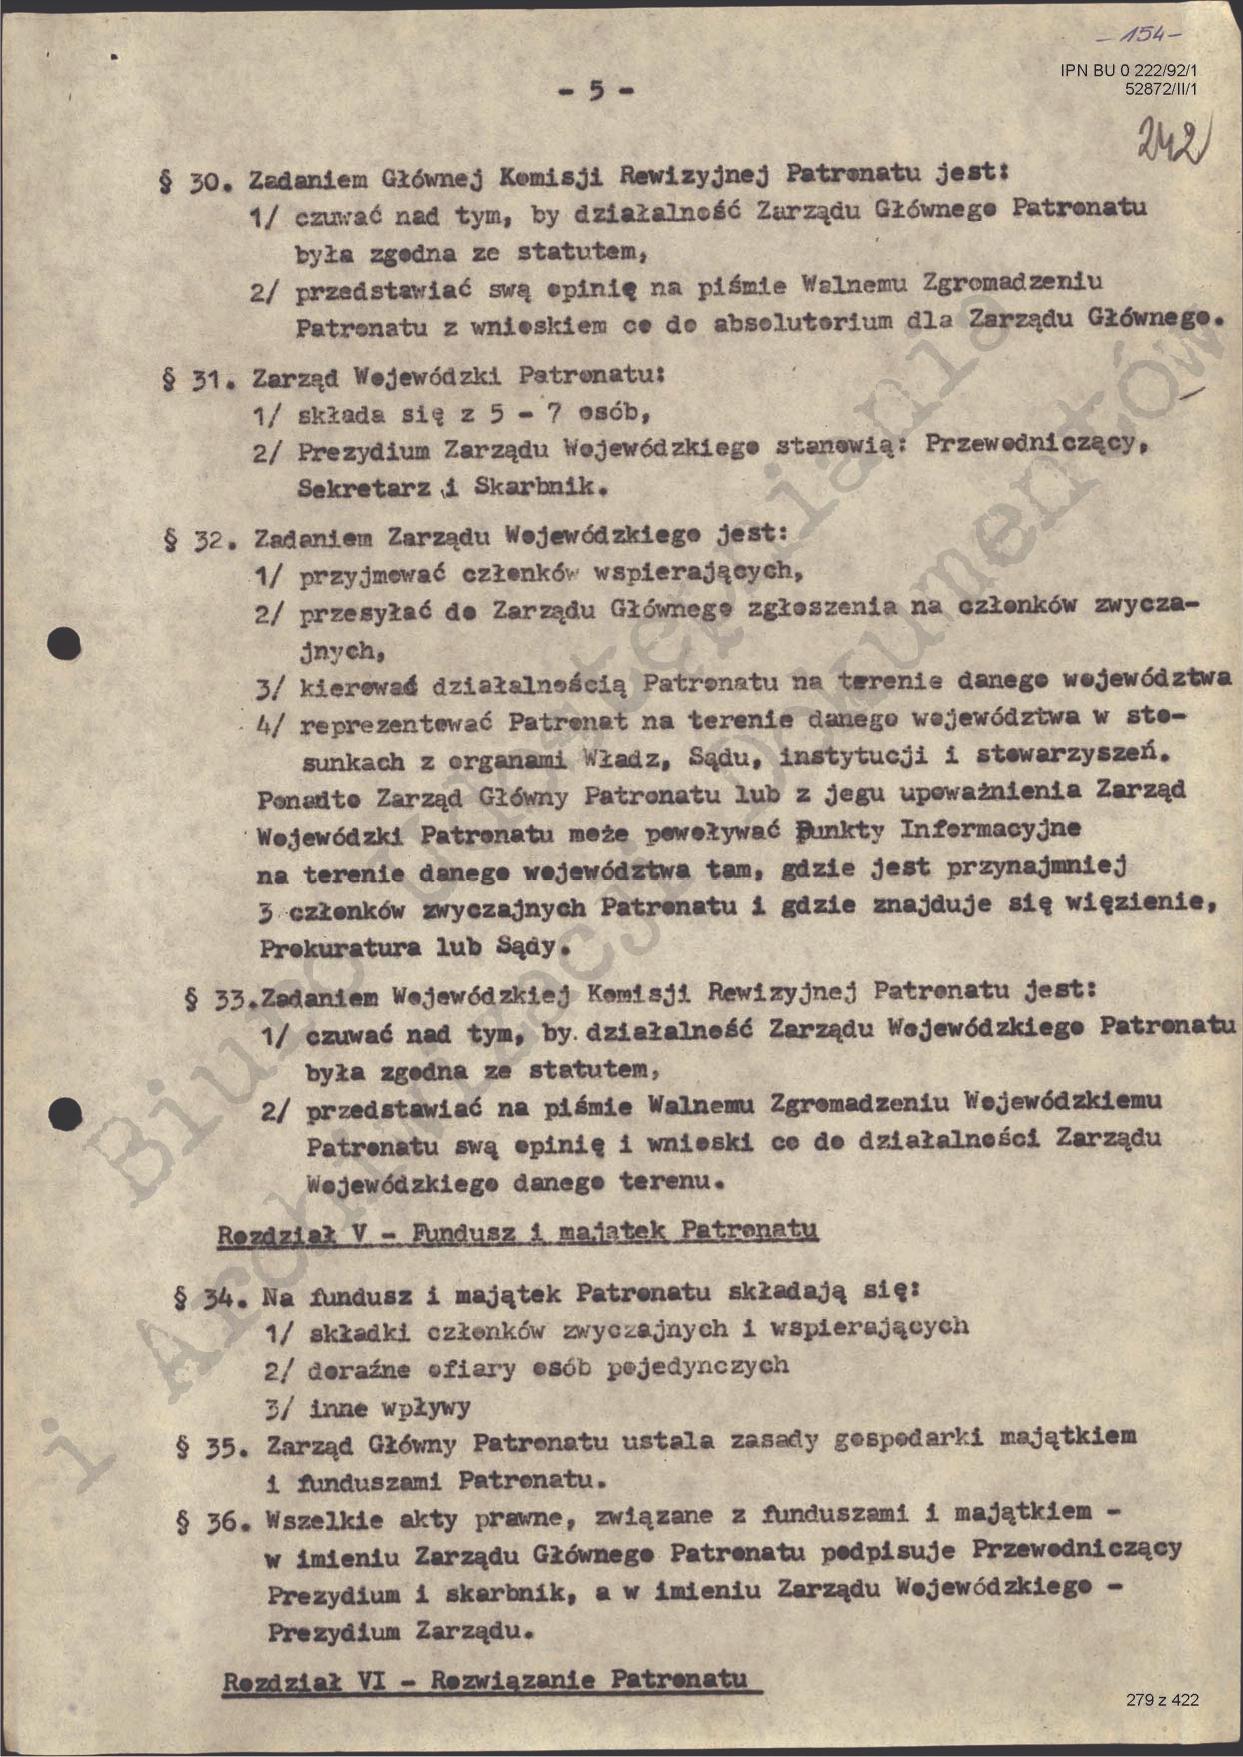 - 154 -
IPN BU 0 222/92/1
52872/II/1
- 5 -
242
§ 30. Zadaniem Głównej Komisji Rewizyjnej Patronatu jest:
1/ czuwać nad tym, by działalność Zarządu Głównego Patronatu
była zgodna ze statutem,
2/ przedstawiać swą opinię na piśmie Walnemu Zgromadzeniu
Patronatu z wnioskiem co do absolutorium dla Zarządu Głównego.
§ 31. Zarząd Wojewódzki Patronatu:
1/ składa się z 5 - 7 osób,
2/ Prezydium Zarządu Wojewódzkiego stanowią: Przewodniczący,
Sekretarz i Skarbnik.
§ 32. Zadaniem Zarządu Wojewódzkiego jest:
1/ przyjmować członków wspierających,
2/ przesyłać do Zarządu Głównego zgłoszenia na członków zwycza-
jnych,
3/ kierować działalnością Patronatu na terenie danego województwa
4/ reprezentować Patronat na terenie danego województwa w sto-
sunkach z organami Władz, Sądu, instytucji i stowarzyszeń.
Ponadto Zarząd Główny Patronatu lub z jegu upoważnienia Zarząd
Wojewódzki Patronatu może powoływać Punkty Informacyjne
na terenie danego województwa tam, gdzie jest przynajmniej
3 członków zwyczajnych Patronatu i gdzie znajduje się więzienie,
Prokuratura lub Sądy.
§ 33.Zadaniem Wojewódzkiej Komisji Rewizyjnej Patronatu jest:
1/ czuwać nad tym, by działalność Zarządu Wojewódzkiego Patronatu
była zgodna ze statutem,
2/ przedstawiać na piśmie Walnemu Zgromadzeniu Wojewódzkiemu
Patronatu swą opinię i wnioski co do działalności Zarządu
Wojewódzkiego danego terenu.
Rozdział V - Fundusz i majątek Patronatu
§ 34. Na fundusz i majątek Patronatu składają się:
1/ składki członków zwyczajnych i wspierających
2/ doraźne ofiary osób pojedynczych
3/ inne wpływy
§ 35. Zarząd Główny Patronatu ustala zasady gospodarki majątkiem
i funduszami Patronatu.
§ 36. Wszelkie akty prawne, związane z funduszami i majątkiem -
w imieniu Zarządu Głównego Patronatu podpisuje Przewodniczący
Prezydium i skarbnik, a w imieniu Zarządu Wojewódzkiego -
Prezydium Zarządu.
Rozdział VI - Rozwiązanie Patronatu
279 z 422
Biuro Udostępniania
i Archiwizacji Dokumentów